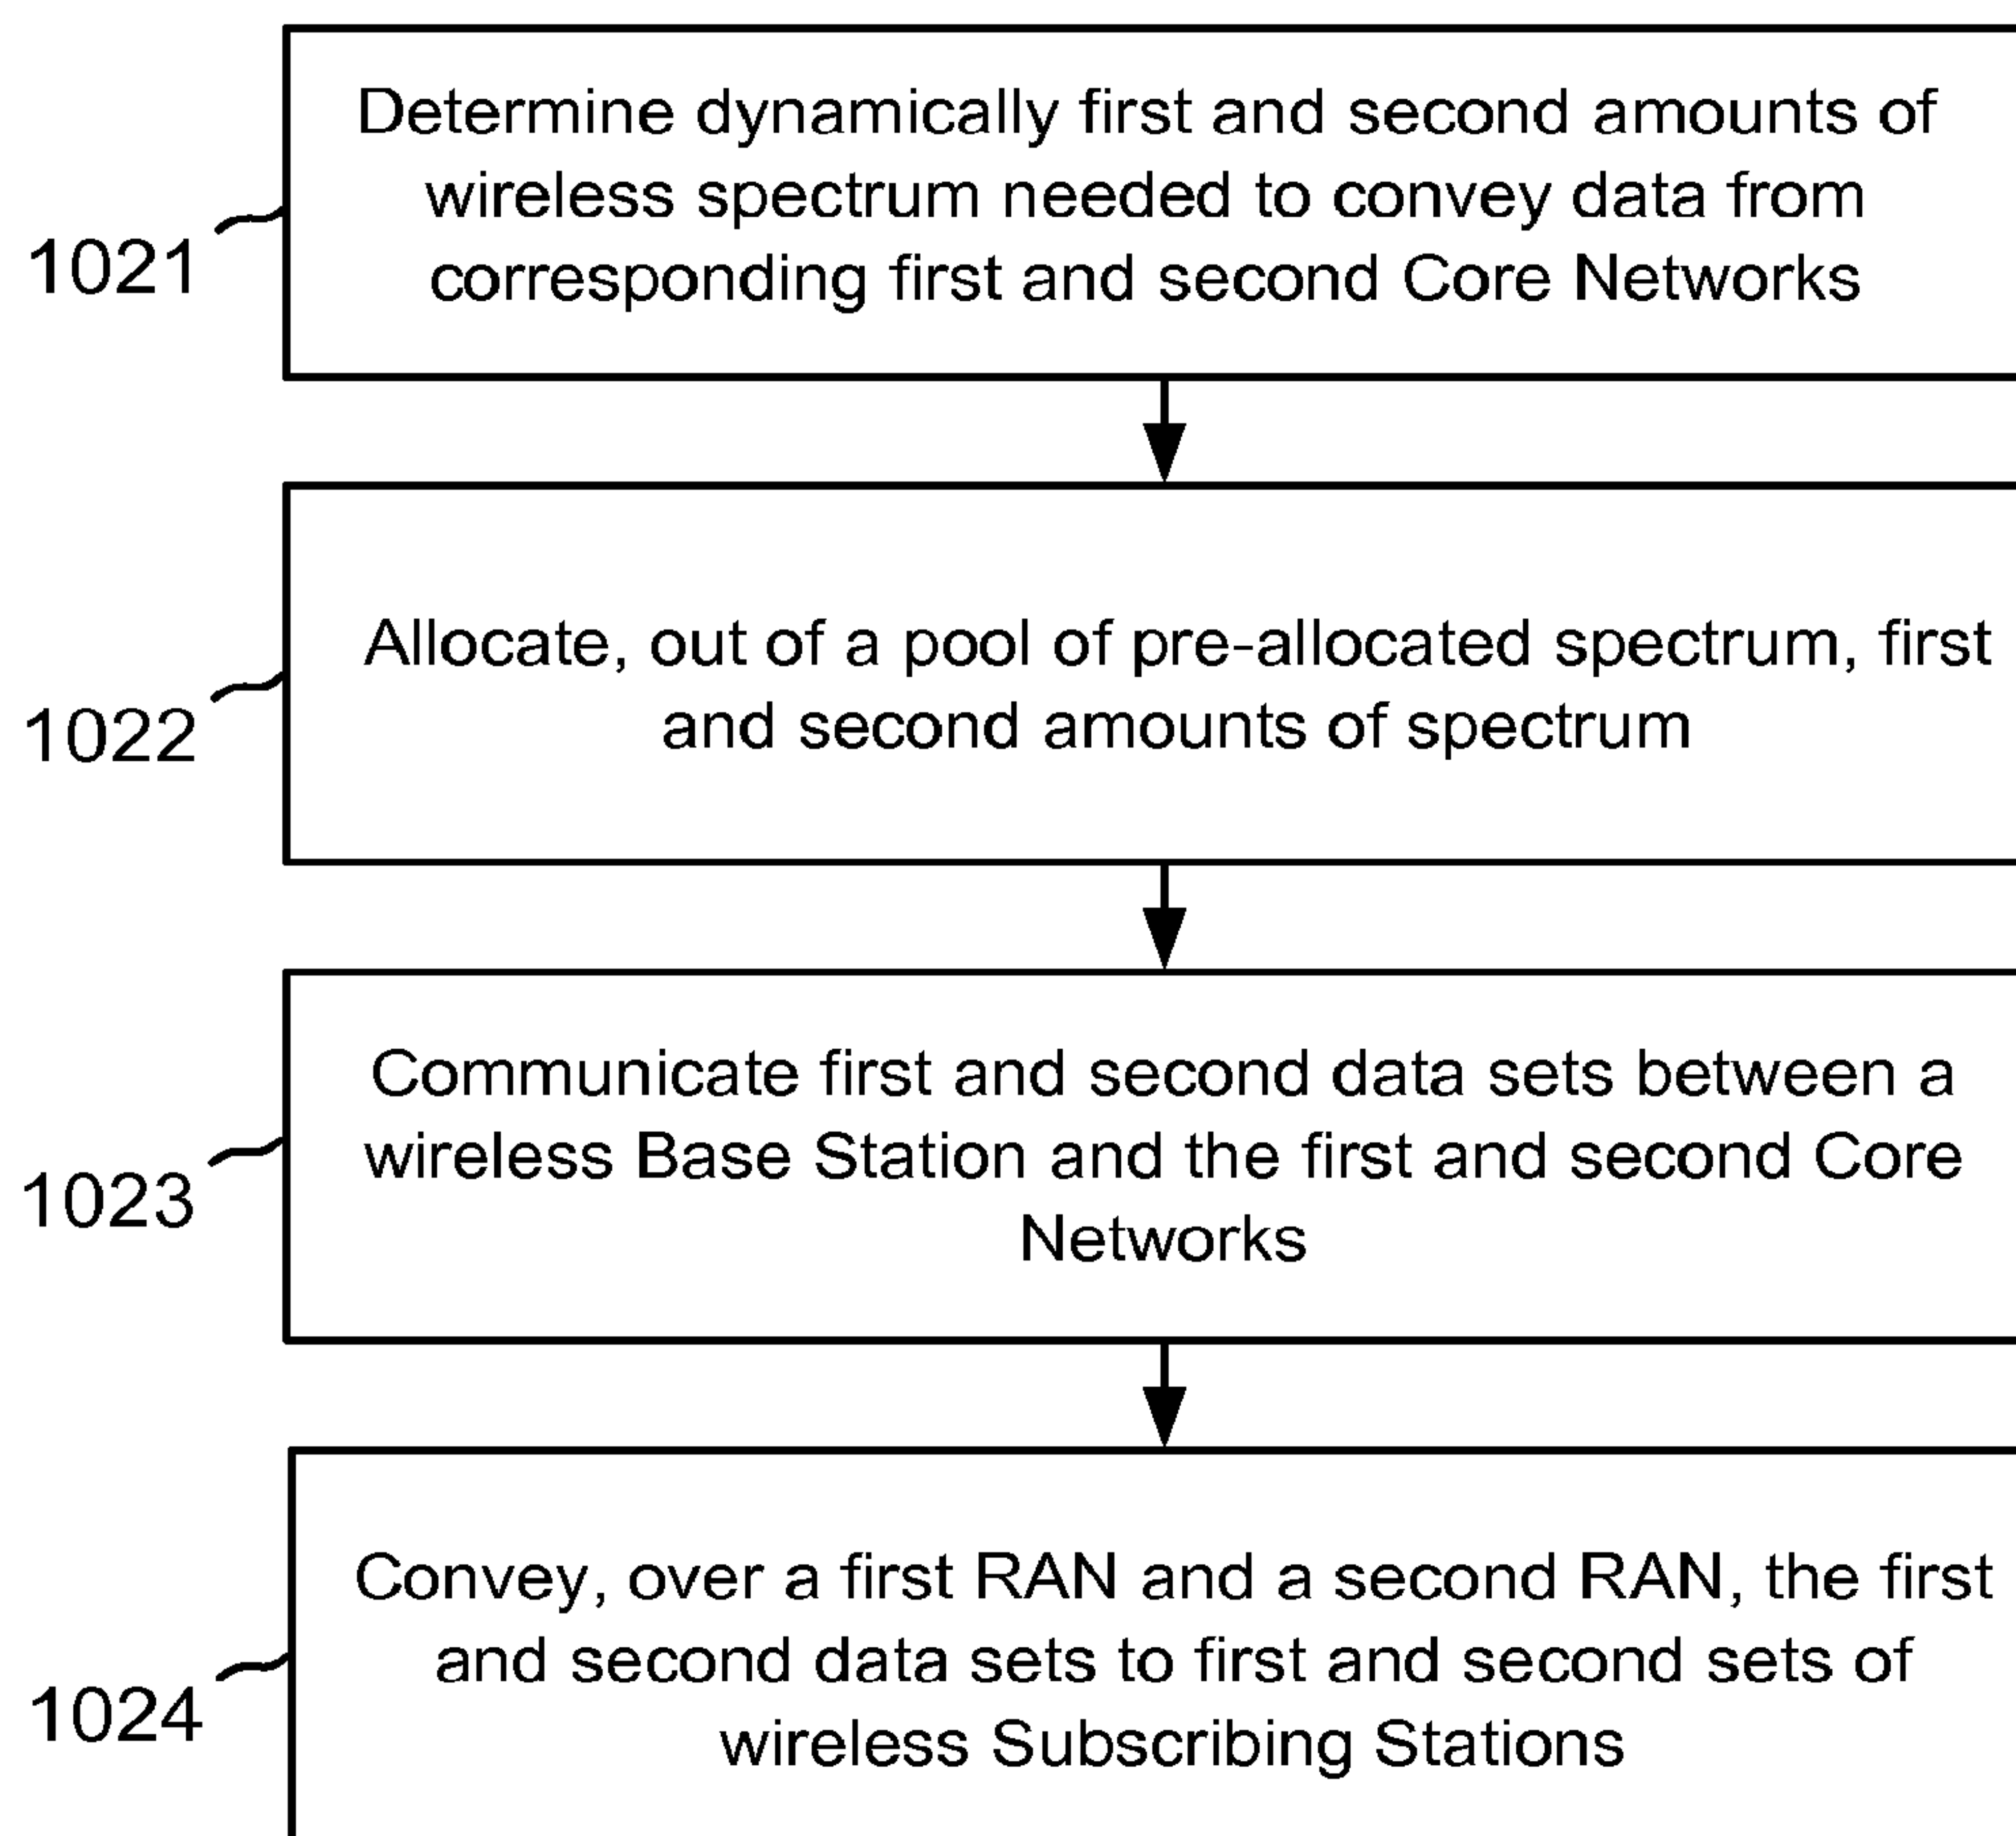 Determine dynamically first and second amounts of
wireless spectrum needed to convey data from
corresponding first and second Core Networks
1021
Allocate, out of a pool of pre-allocated spectrum, first
and second amounts of spectrum
1022
Communicate first and second data sets between a
wireless Base Station and the first and second Core
Networks
1023
Convey, over a first RAN and a second RAN, the first
and second data sets to first and second sets of
wireless Subscribing Stations
1024